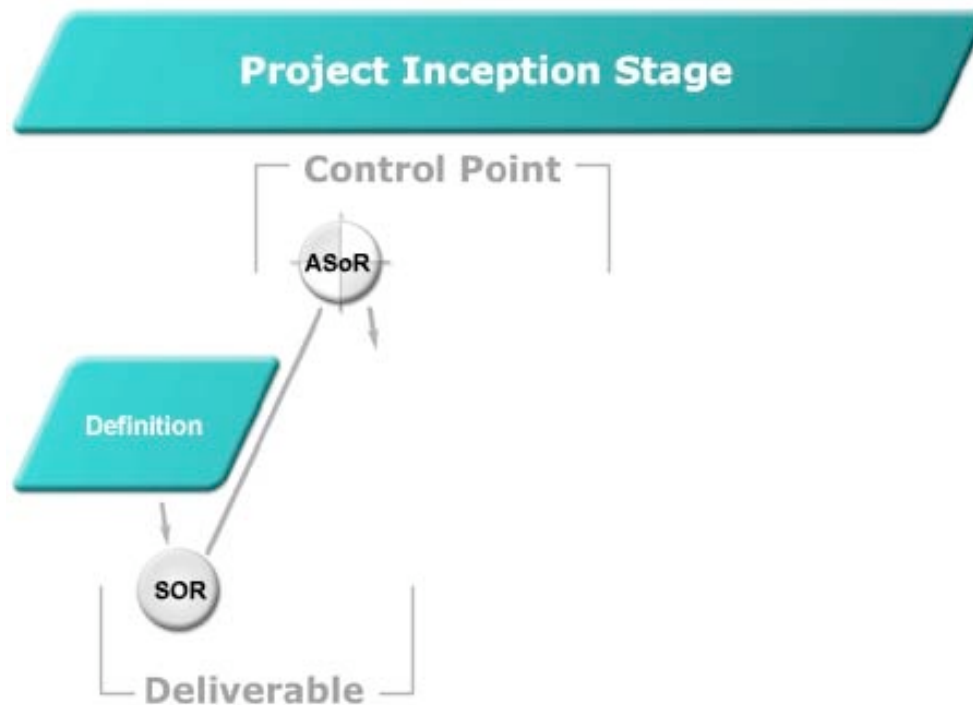 Project Inception Stage
Control Point
ASoR
Definition
SOR
Deliverable